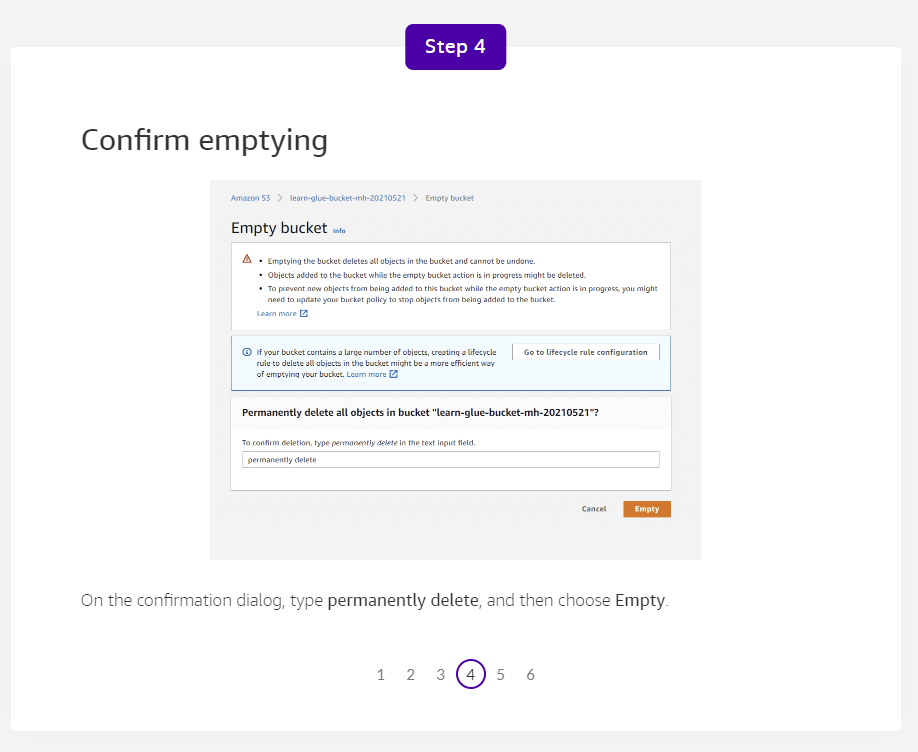 Step 4
Confirm emptying
Amazon S3 > learn-glue-bucket-mh-20210521 > Empty bucket
Empty bucket Info
• Emptying the bucket deletes all objects in the bucket and cannot be undone.
• Objects added to the bucket while the empty bucket action is in progress might be deleted.
• To prevent new objects from being added to this bucket while the empty bucket action is in progress, you might
need to update your bucket policy to stop objects from being added to the bucket.
Learn more
If your bucket contains a large number of objects, creating a lifecycle
rule to delete all objects in the bucket might be a more efficient way
of emptying your bucket. Learn more
Go to lifecycle rule configuration
Permanently delete all objects in bucket "learn-glue-bucket-mh-20210521"?
To confirm deletion, type permanently delete in the text input field.
permanently delete
Cancel Empty
On the confirmation dialog, type permanently delete, and then choose Empty.
1 2 3 4 5 6